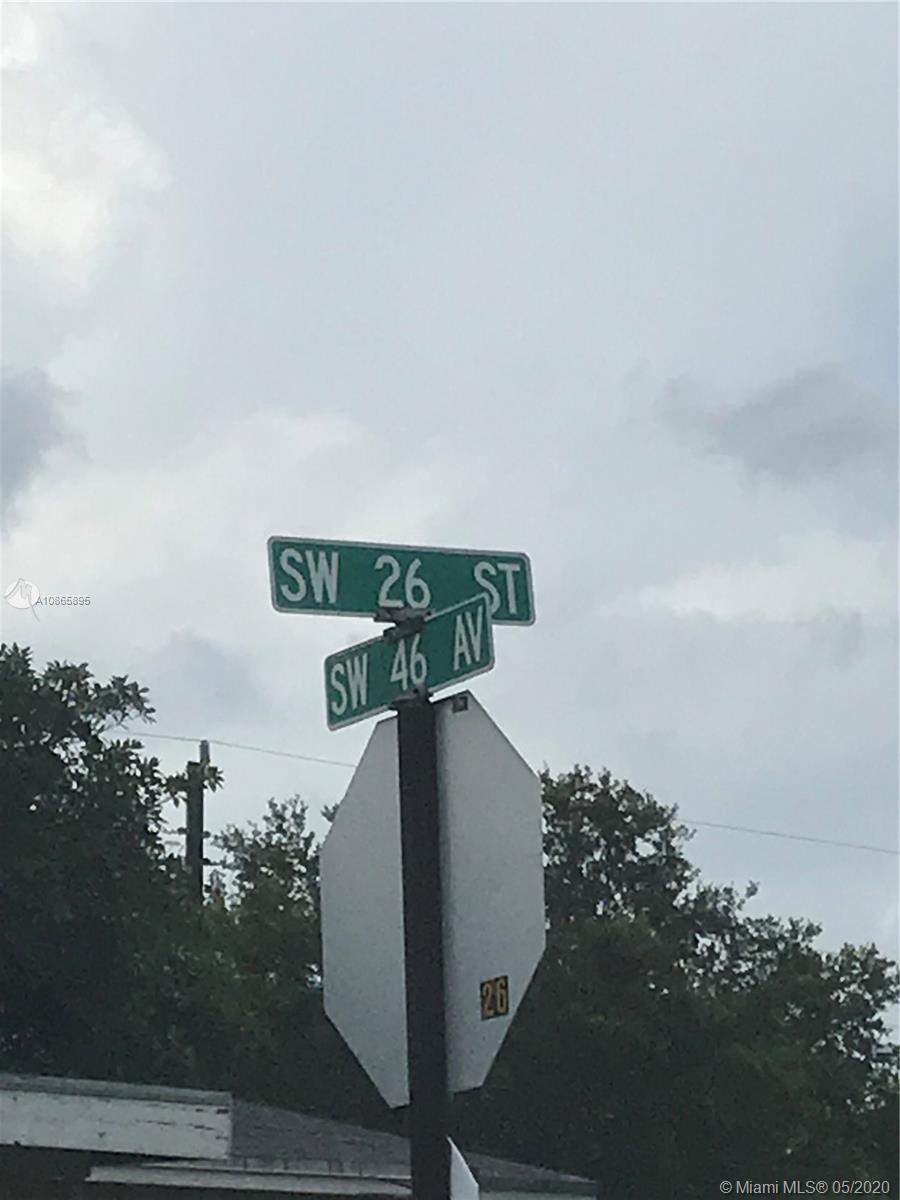 SW 26 ST
SW 46 AV
A10865895
26
© Miami MLS® 05/2020